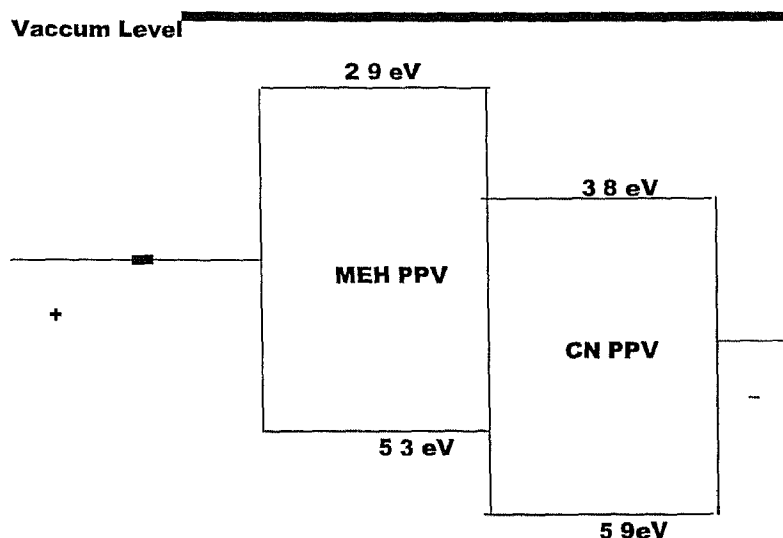 Vaccum Level
2 9 eV
3 8 eV
MEH PPV
+
CN PPV
–
5 3 eV
5 9eV